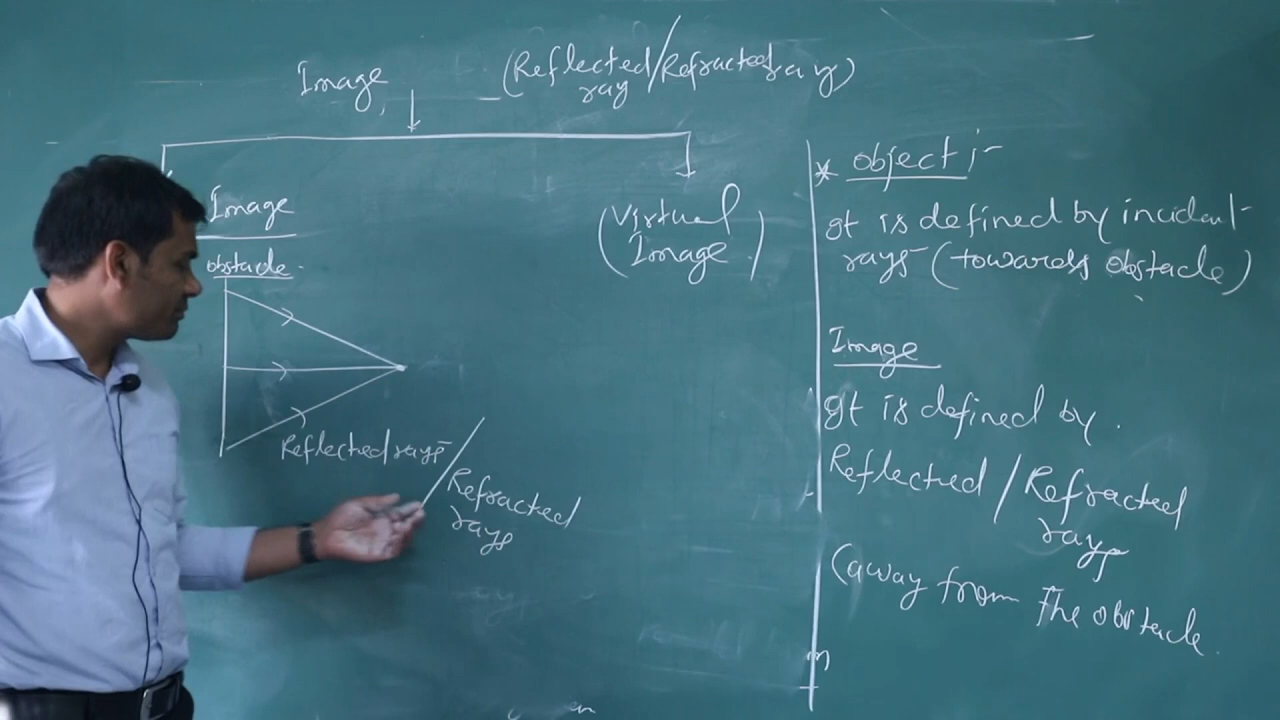 Image (Reflected/Refracted ray)
ray
Image
obstacle.
Reflected rays / Refracted
rays
(Virtual
Image)
* object :-
It is defined by incident
rays (towards obstacle)
Image
It is defined by.
Reflected / Refracted
rays
(away from the obstacle.